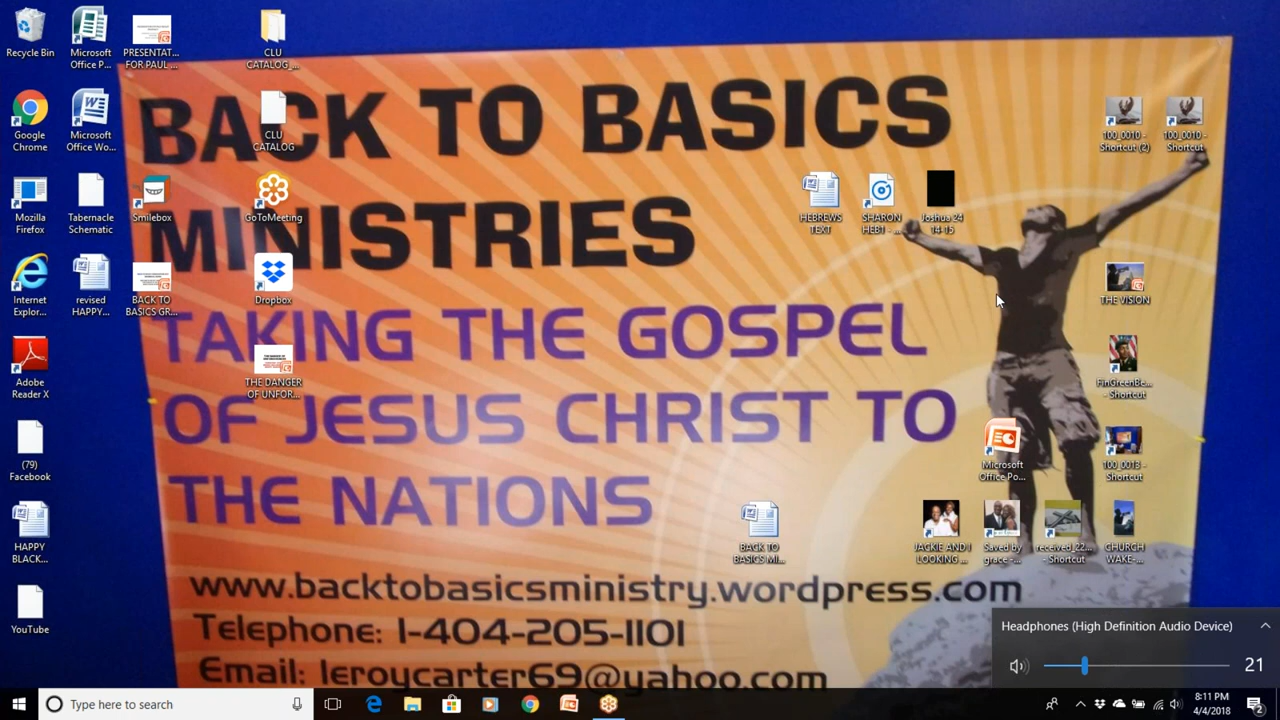 BACK TO BASICS
MINISTRIES
TAKING THE GOSPEL
OF JESUS CHRIST TO
THE NATIONS
www.backtobasicsministry.wordpress.com
Telephone: 1-404-205-1101
Email: leroycarter69@yahoo.com
Recycle Bin
Microsoft
Office P...
PRESENTAT...
FOR PAUL ...
CLU
CATALOG_...
Google
Chrome
Microsoft
Office Wo...
CLU
CATALOG
100_0010 -
Shortcut (2)
100_0010 -
Shortcut
Mozilla
Firefox
Tabernacle
Schematic
Smilebox
GoToMeeting
HEBREWS
TEXT
SHARON
HEB1 - ...
Joshua 24
14-15
Internet
Explor...
revised
HAPPY...
BACK TO
BASICS GR...
Dropbox
THE VISION
Adobe
Reader X
THE DANGER
OF UNFOR...
FinGreenBe...
- Shortcut
(79)
Facebook
Microsoft
Office Po...
100_0013 -
Shortcut
HAPPY
BLACK...
BACK TO
BASICS MI...
JACKIE AND I
LOOKING ...
Saved by
grace -...
received_22...
- Shortcut
CHURCH
WAKE-...
YouTube
Headphones (High Definition Audio Device)
21
Type here to search
8:11 PM
4/4/2018
2